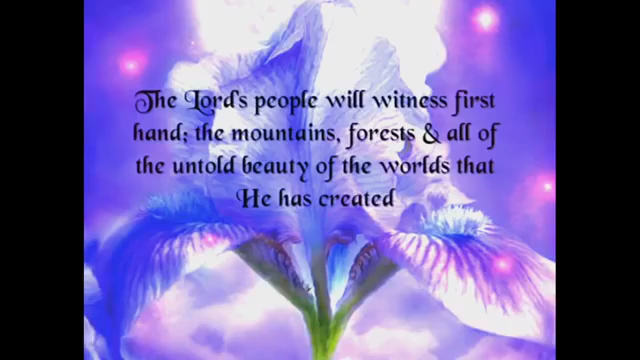 The Lord's people will witness first
hand; the mountains, forests & all of
the untold beauty of the worlds that
He has created